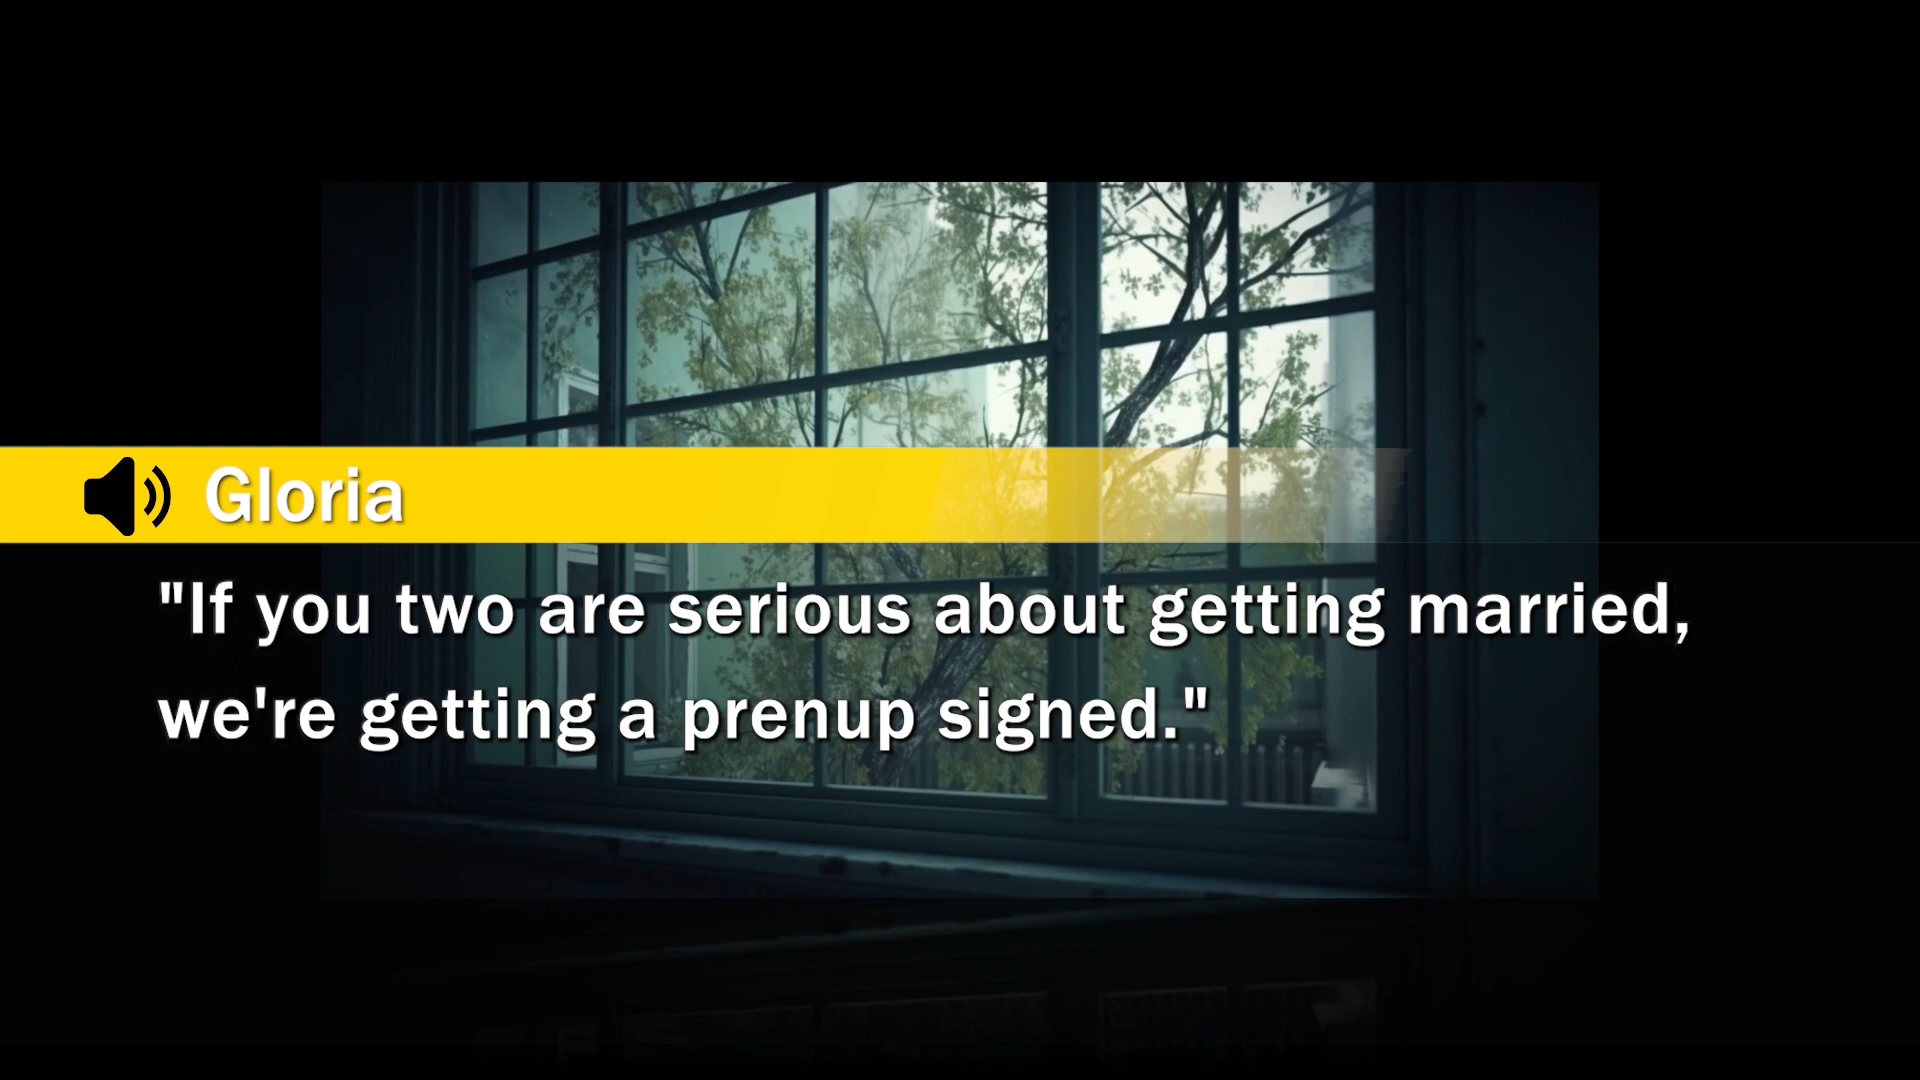 Gloria
"If you two are serious about getting married,
we're getting a prenup signed."